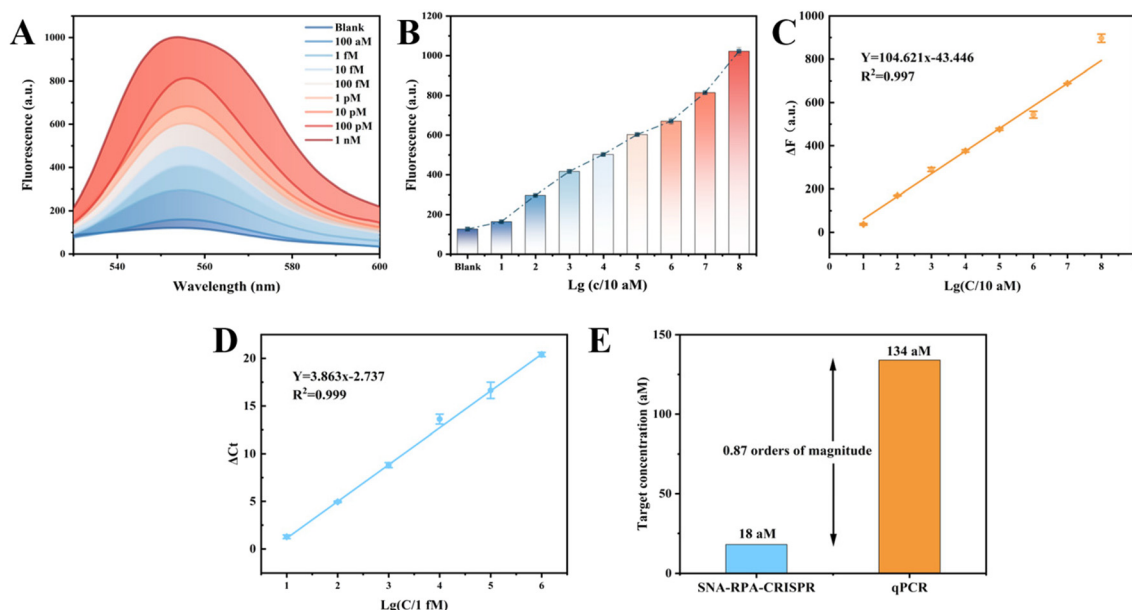 A
Fluorescence (a.u.)
1000
800
600
400
200
0
540
560
580
600
Wavelength (nm)
Blank
100 aM
1 fM
10 fM
100 fM
1 pM
10 pM
100 pM
1 nM
B
Fluorescence (a.u.)
1200
1000
800
600
400
200
0
Blank
1
2
3
4
5
6
7
8
Lg (c/10 aM)
C
ΔF（a.u.)
1000
800
600
400
200
0
Y=104.621x-43.446
R²=0.997
0
1
2
3
4
5
6
7
8
9
Lg(C/10 aM)
D
ΔCt
20
15
10
5
0
Y=3.863x-2.737
R²=0.999
1
2
3
4
5
6
Lg(C/1 fM)
E
Target concentration (aM)
150
100
50
0
134 aM
0.87 orders of magnitude
18 aM
SNA-RPA-CRISPR
qPCR